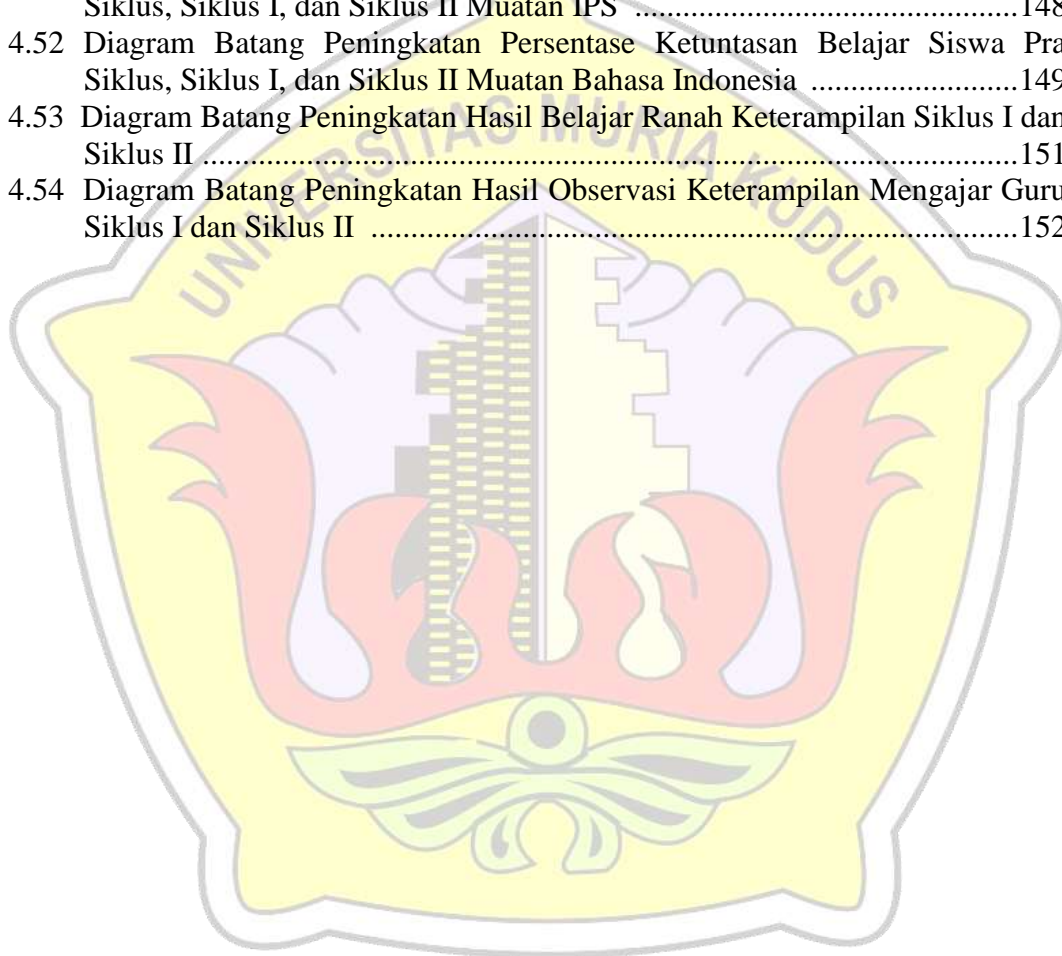 Siklus, Siklus I, dan Siklus II Muatan IPS ................................................148
4.52 Diagram Batang Peningkatan Persentase Ketuntasan Belajar Siswa Pra
Siklus, Siklus I, dan Siklus II Muatan Bahasa Indonesia ..........................149
4.53 Diagram Batang Peningkatan Hasil Belajar Ranah Keterampilan Siklus I dan
Siklus II .....................................................................................................151
4.54 Diagram Batang Peningkatan Hasil Observasi Keterampilan Mengajar Guru
Siklus I dan Siklus II ................................................................................152
UNIVERSITAS MURIA KUDUS